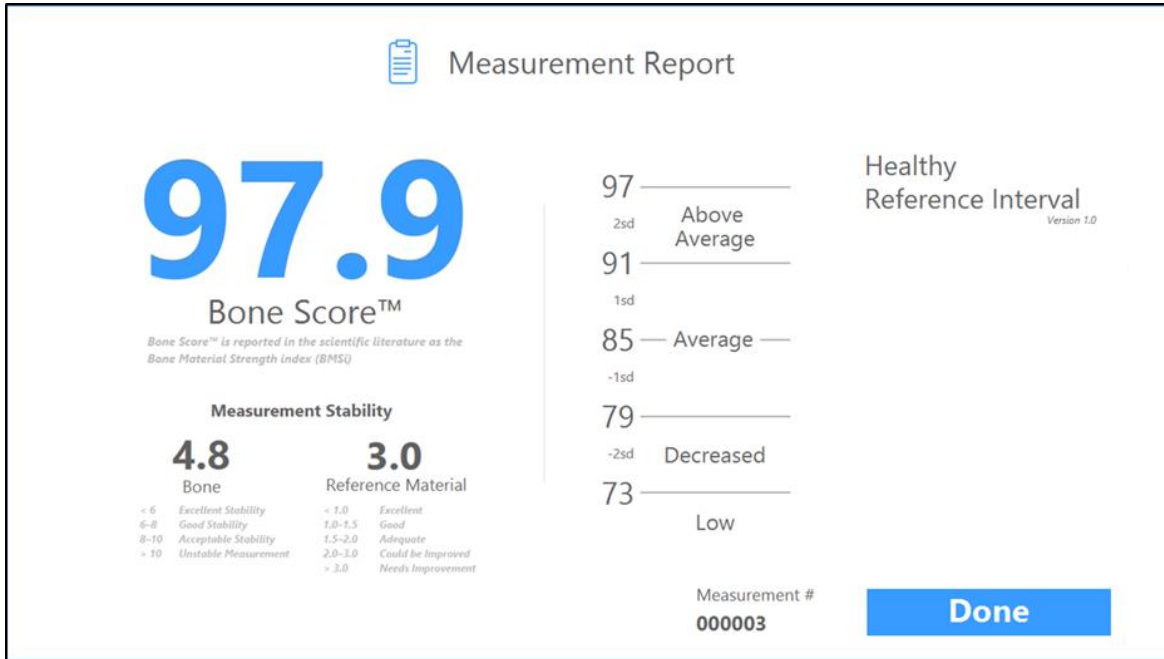 Measurement Report
97.9
Bone Score™
Bone Score™ is reported in the scientific literature as the
Bone Material Strength index (BMSi)
Measurement Stability
4.8
Bone
< 6 Excellent Stability
6–8 Good Stability
8–10 Acceptable Stability
> 10 Unstable Measurement
3.0
Reference Material
< 1.0 Excellent
1.0–1.5 Good
1.5–2.0 Adequate
2.0–3.0 Could be Improved
> 3.0 Needs Improvement
97
2sd Above
Average
91
1sd
85 Average
-1sd
79
-2sd Decreased
73
Low
Healthy
Reference Interval
Version 1.0
Measurement #
000003
Done